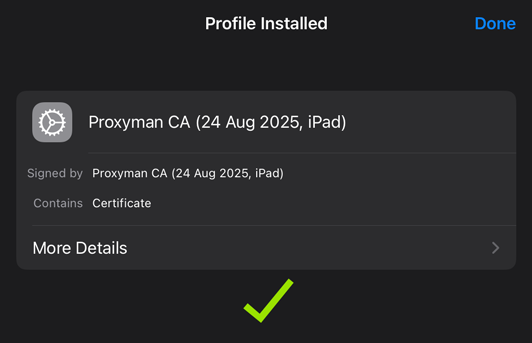 Profile Installed
Done
Proxyman CA (24 Aug 2025, iPad)
Signed by Proxyman CA (24 Aug 2025, iPad)
Contains Certificate
More Details